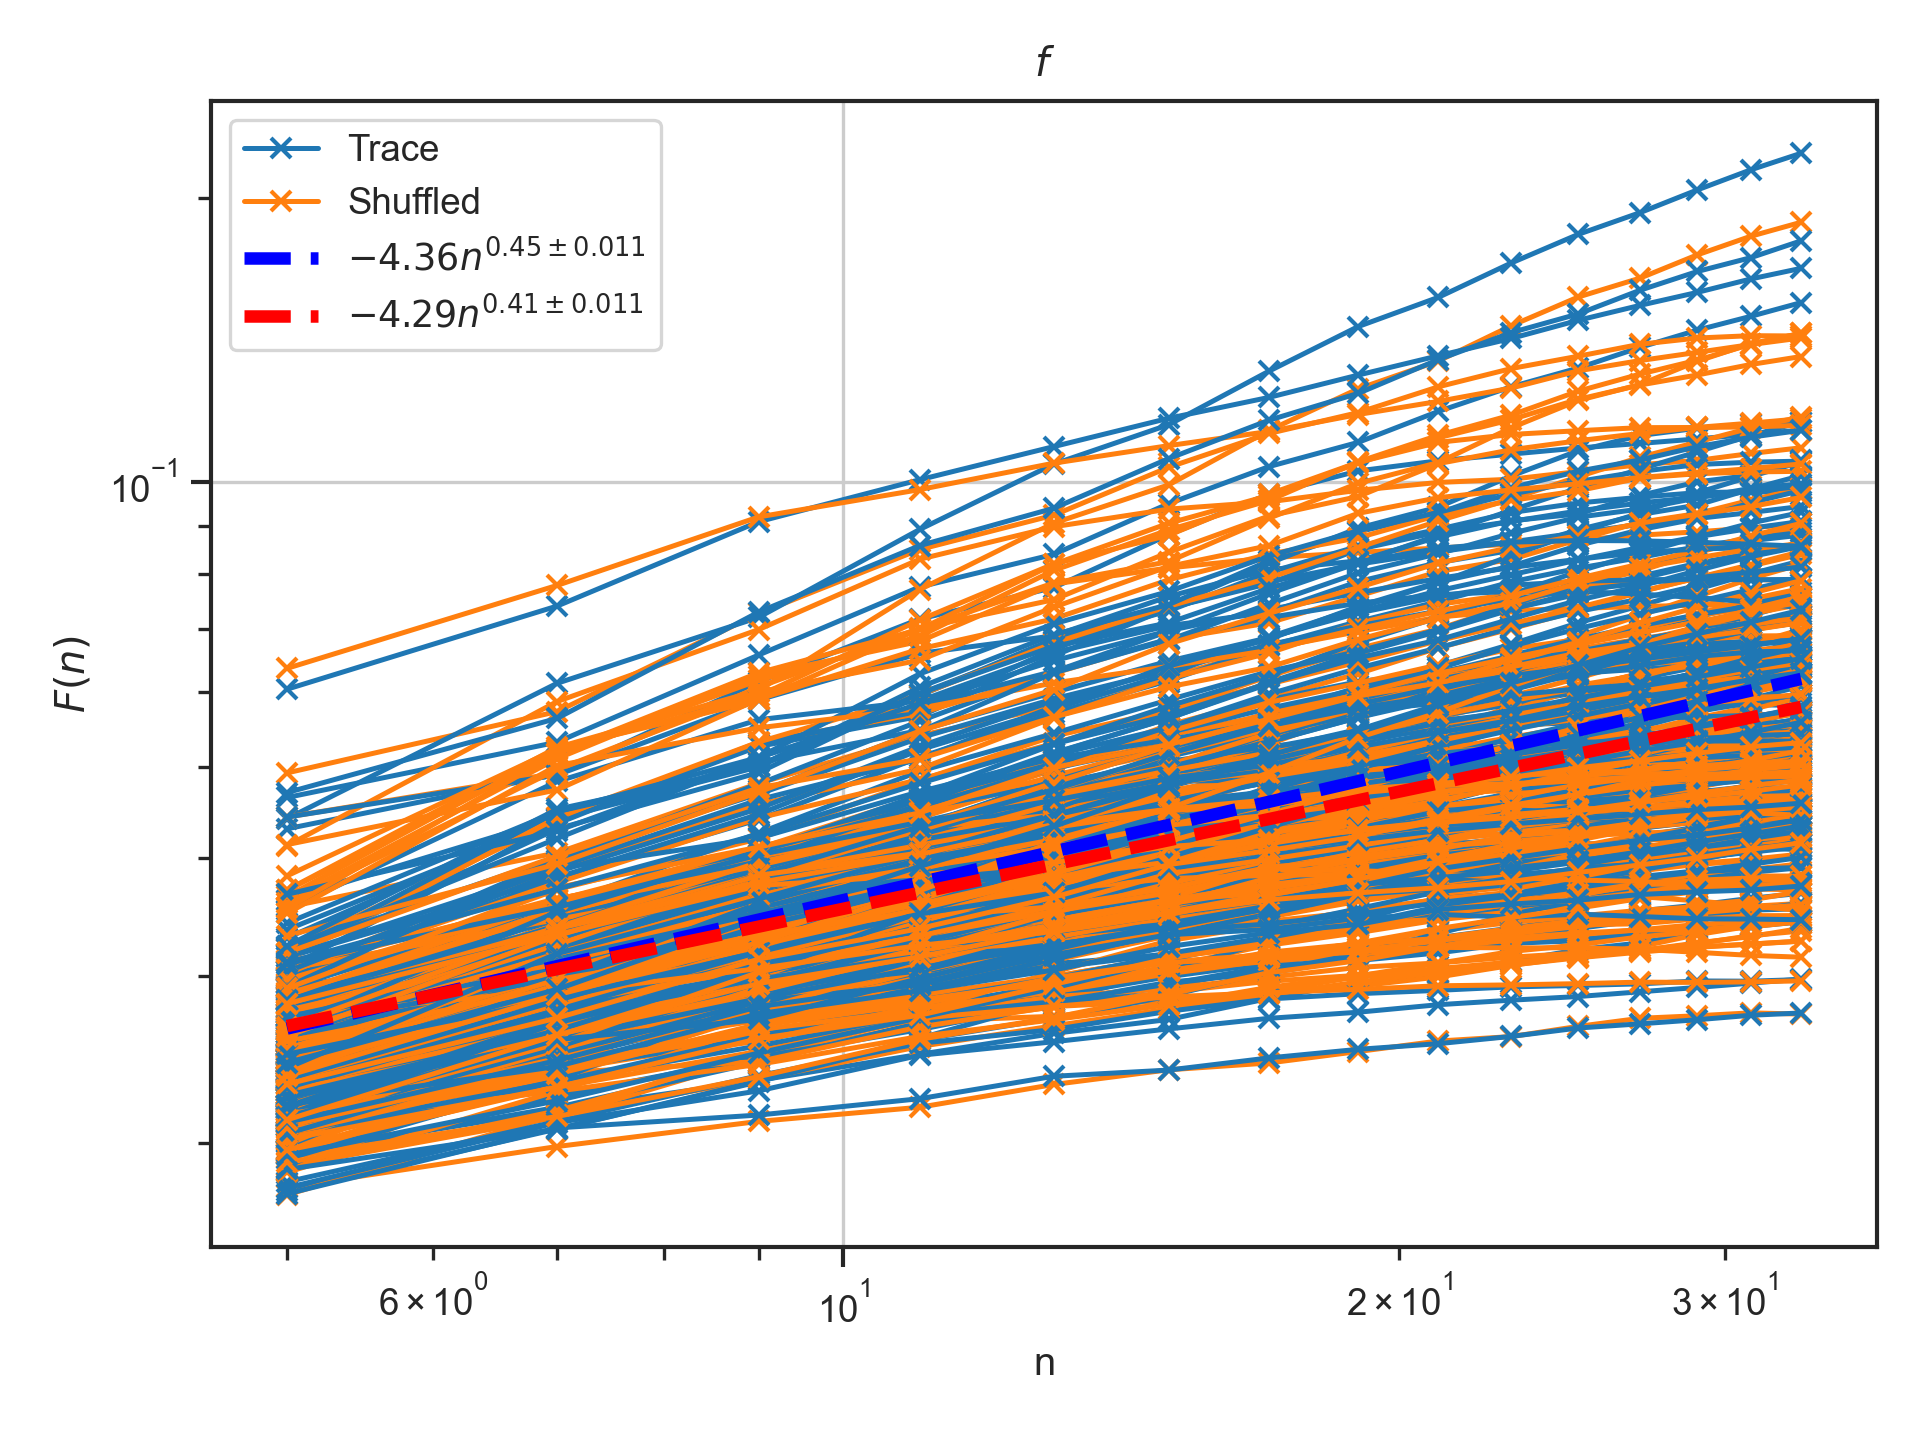 f
Trace
Shuffled
−4.36n^{0.45±0.011}
−4.29n^{0.41±0.011}
F(n)
10^{−1}
6×10^0
10^1
2×10^1
3×10^1
n